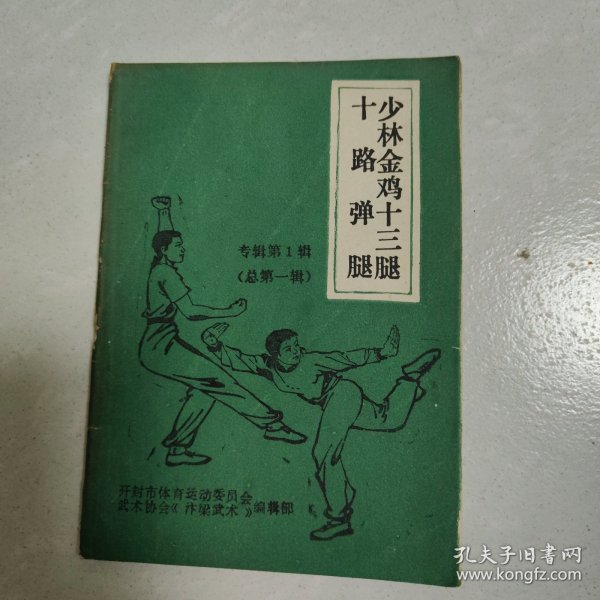 少林金鸡十三腿
十路弹腿
专辑第1辑
（总第一辑）
开封市体育运动委员会
武术协会《汴梁武术》编辑部
孔夫子旧书网
www.kongfz.com